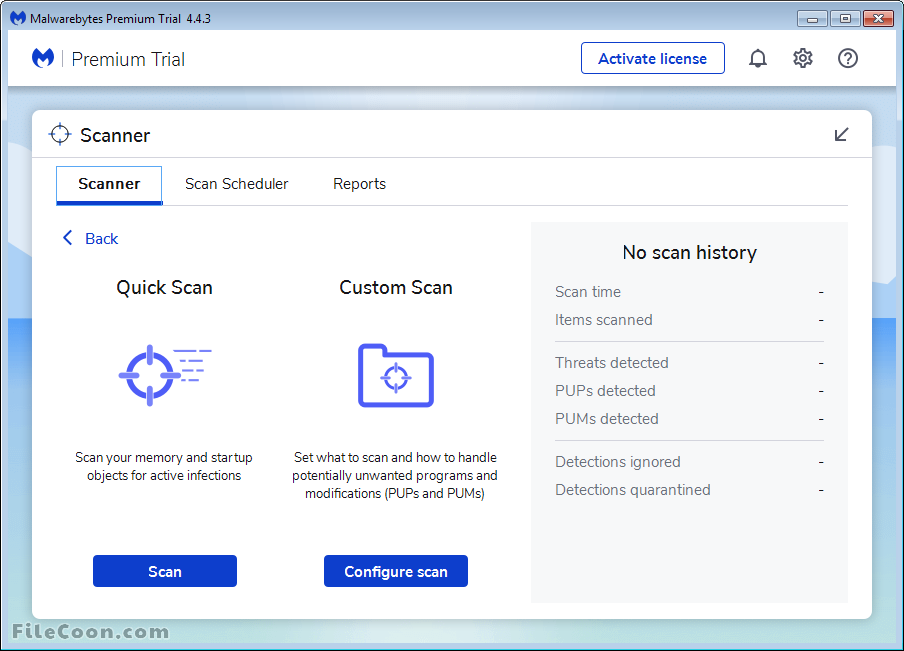 Malwarebytes Premium Trial 4.4.3
Premium Trial
Activate license
Scanner
Scanner
Scan Scheduler
Reports
Back
Quick Scan
Scan your memory and startup
objects for active infections
Scan
Custom Scan
Set what to scan and how to handle
potentially unwanted programs and
modifications (PUPs and PUMs)
Configure scan
No scan history
Scan time -
Items scanned -
Threats detected -
PUPs detected -
PUMs detected -
Detections ignored -
Detections quarantined -
FileCoon.com